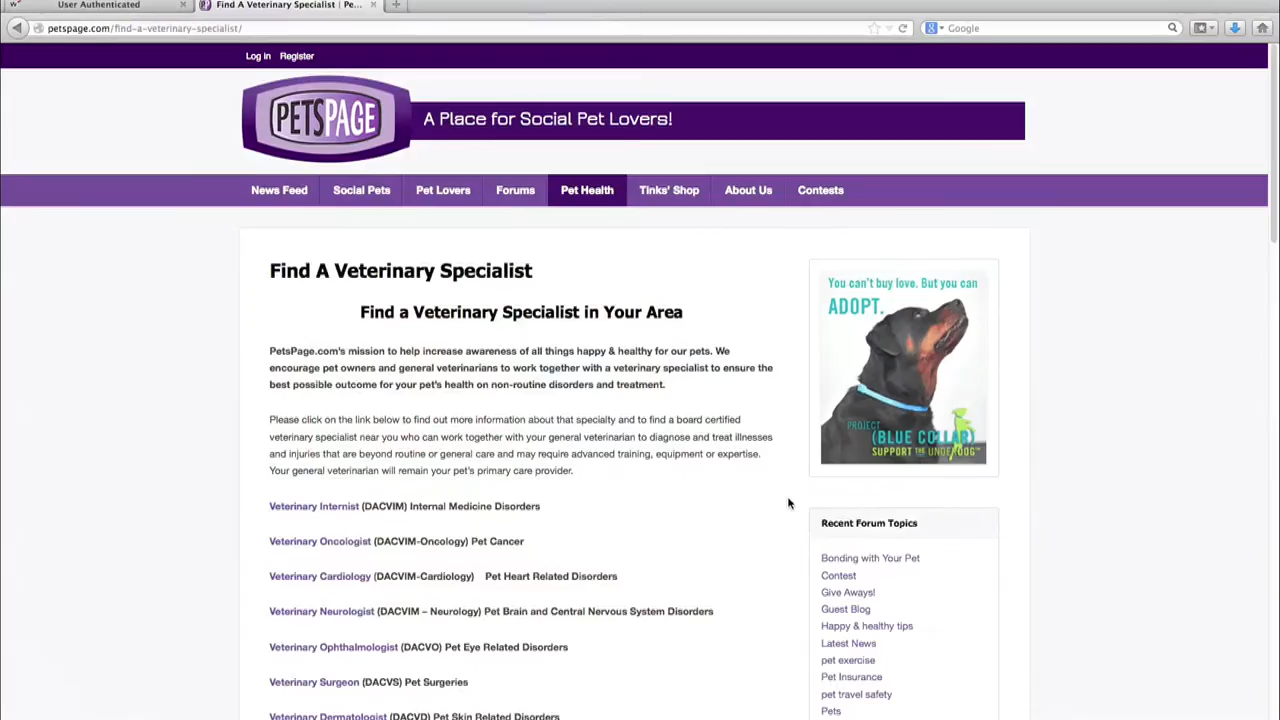 User Authenticated
Find A Veterinary Specialist | Pe...
petspage.com/find-a-veterinary-specialist/
Google
Log In Register
PETSPAGE
A Place for Social Pet Lovers!
News Feed Social Pets Pet Lovers Forums Pet Health Tinks' Shop About Us Contests
Find A Veterinary Specialist
Find a Veterinary Specialist in Your Area
PetsPage.com's mission to help increase awareness of all things happy & healthy for our pets. We
encourage pet owners and general veterinarians to work together with a veterinary specialist to ensure the
best possible outcome for your pet's health on non-routine disorders and treatment.
Please click on the link below to find out more information about that specialty and to find a board certified
veterinary specialist near you who can work together with your general veterinarian to diagnose and treat illnesses
and injuries that are beyond routine or general care and may require advanced training, equipment or expertise.
Your general veterinarian will remain your pet's primary care provider.
Veterinary Internist (DACVIM) Internal Medicine Disorders
Veterinary Oncologist (DACVIM-Oncology) Pet Cancer
Veterinary Cardiology (DACVIM-Cardiology) Pet Heart Related Disorders
Veterinary Neurologist (DACVIM – Neurology) Pet Brain and Central Nervous System Disorders
Veterinary Ophthalmologist (DACVO) Pet Eye Related Disorders
Veterinary Surgeon (DACVS) Pet Surgeries
Veterinary Dermatologist (DACVD) Pet Skin Related Disorders
You can't buy love. But you can
ADOPT.
PROJECT
(BLUE COLLAR)
SUPPORT THE UNDERDOG™
Recent Forum Topics
Bonding with Your Pet
Contest
Give Aways!
Guest Blog
Happy & healthy tips
Latest News
pet exercise
Pet Insurance
pet travel safety
Pets